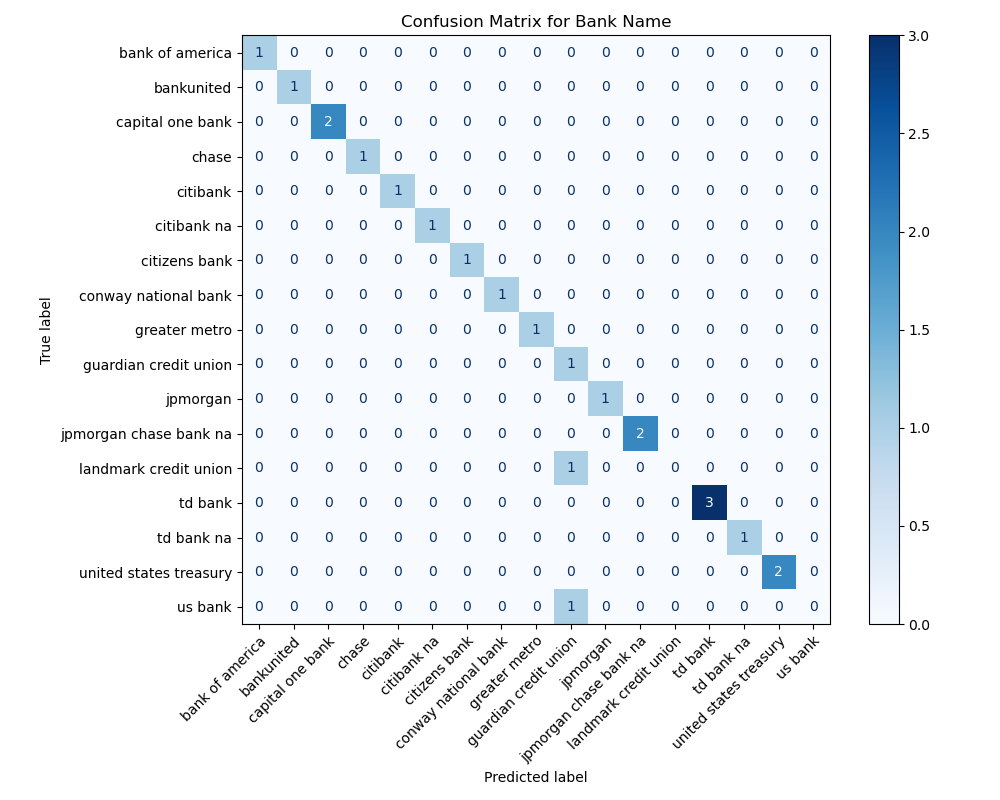 Confusion Matrix for Bank Name
True label
bank of america 1 0 0 0 0 0 0 0 0 0 0 0 0 0 0 0 0
bankunited 0 1 0 0 0 0 0 0 0 0 0 0 0 0 0 0 0
capital one bank 0 0 2 0 0 0 0 0 0 0 0 0 0 0 0 0 0
chase 0 0 0 1 0 0 0 0 0 0 0 0 0 0 0 0 0
citibank 0 0 0 0 1 0 0 0 0 0 0 0 0 0 0 0 0
citibank na 0 0 0 0 0 1 0 0 0 0 0 0 0 0 0 0 0
citizens bank 0 0 0 0 0 0 1 0 0 0 0 0 0 0 0 0 0
conway national bank 0 0 0 0 0 0 0 1 0 0 0 0 0 0 0 0 0
greater metro 0 0 0 0 0 0 0 0 1 0 0 0 0 0 0 0 0
guardian credit union 0 0 0 0 0 0 0 0 0 1 0 0 0 0 0 0 0
jpmorgan 0 0 0 0 0 0 0 0 0 0 1 0 0 0 0 0 0
jpmorgan chase bank na 0 0 0 0 0 0 0 0 0 0 0 2 0 0 0 0 0
landmark credit union 0 0 0 0 0 0 0 0 0 1 0 0 0 0 0 0 0
td bank 0 0 0 0 0 0 0 0 0 0 0 0 0 3 0 0 0
td bank na 0 0 0 0 0 0 0 0 0 0 0 0 0 0 1 0 0
united states treasury 0 0 0 0 0 0 0 0 0 0 0 0 0 0 0 2 0
us bank 0 0 0 0 0 0 0 0 0 1 0 0 0 0 0 0 0
bank of america
bankunited
capital one bank
chase
citibank
citibank na
citizens bank
conway national bank
greater metro
guardian credit union
jpmorgan
jpmorgan chase bank na
landmark credit union
td bank
td bank na
united states treasury
us bank
Predicted label
3.0
2.5
2.0
1.5
1.0
0.5
0.0